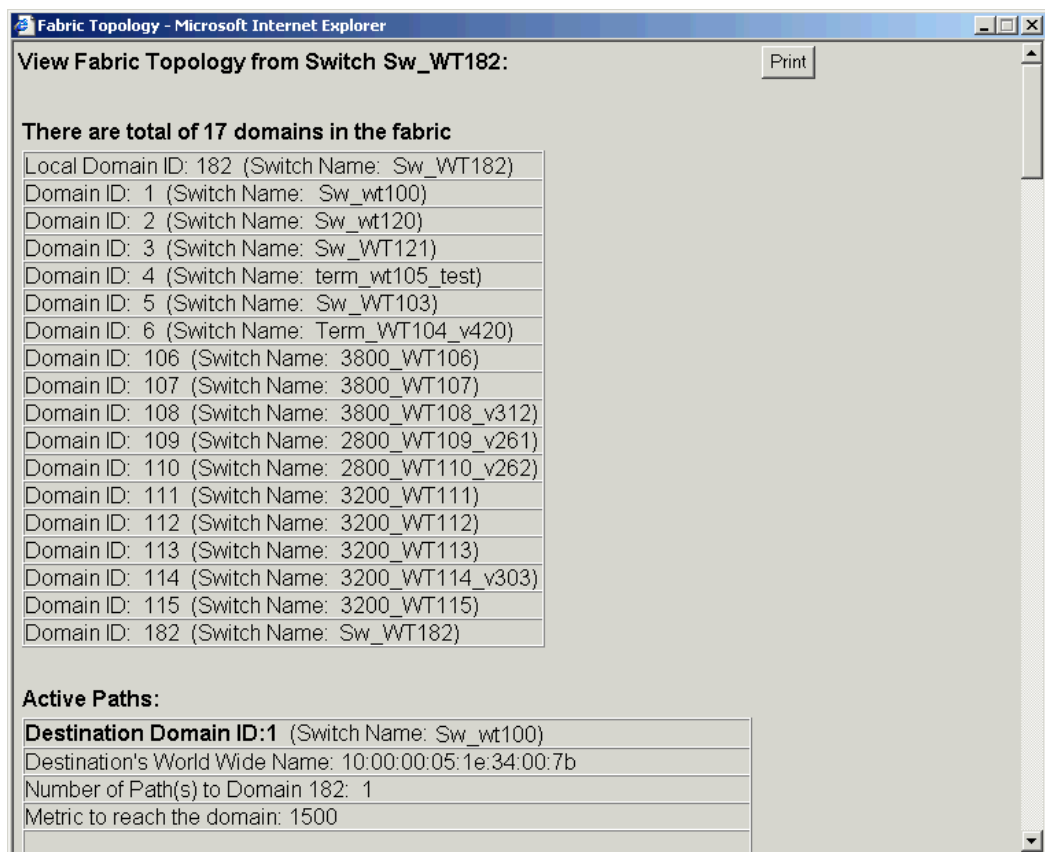 Fabric Topology - Microsoft Internet Explorer
View Fabric Topology from Switch Sw_WT182:
Print
There are total of 17 domains in the fabric
Local Domain ID: 182 (Switch Name: Sw_WT182)
Domain ID: 1 (Switch Name: Sw_wt100)
Domain ID: 2 (Switch Name: Sw_wt120)
Domain ID: 3 (Switch Name: Sw_WT121)
Domain ID: 4 (Switch Name: term_wt105_test)
Domain ID: 5 (Switch Name: Sw_WT103)
Domain ID: 6 (Switch Name: Term_WT104_v420)
Domain ID: 106 (Switch Name: 3800_WT106)
Domain ID: 107 (Switch Name: 3800_WT107)
Domain ID: 108 (Switch Name: 3800_WT108_v312)
Domain ID: 109 (Switch Name: 2800_WT109_v261)
Domain ID: 110 (Switch Name: 2800_WT110_v262)
Domain ID: 111 (Switch Name: 3200_WT111)
Domain ID: 112 (Switch Name: 3200_WT112)
Domain ID: 113 (Switch Name: 3200_WT113)
Domain ID: 114 (Switch Name: 3200_WT114_v303)
Domain ID: 115 (Switch Name: 3200_WT115)
Domain ID: 182 (Switch Name: Sw_WT182)
Active Paths:
Destination Domain ID:1 (Switch Name: Sw_wt100)
Destination's World Wide Name: 10:00:00:05:1e:34:00:7b
Number of Path(s) to Domain 182: 1
Metric to reach the domain: 1500